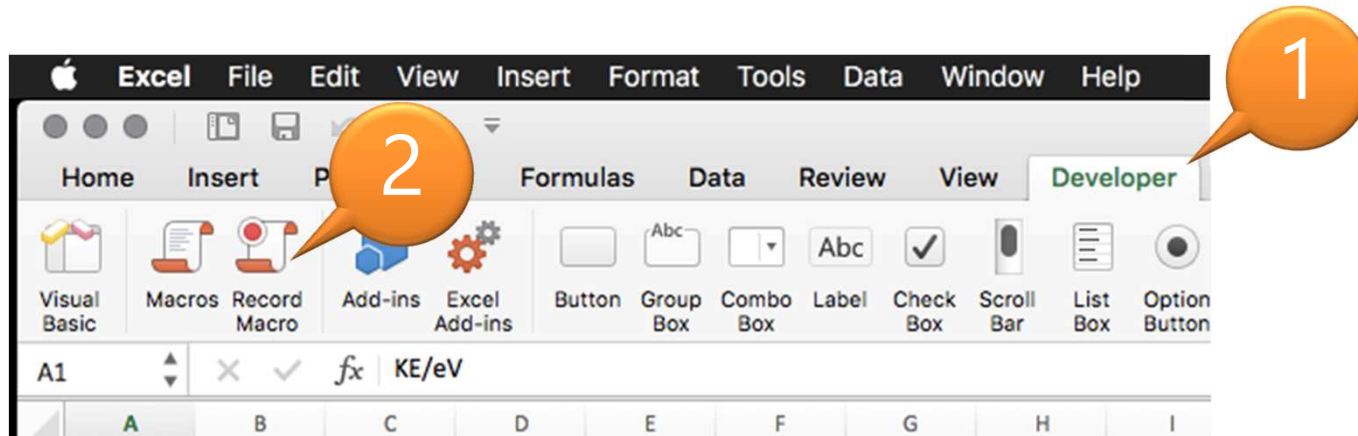 1
Excel File Edit View Insert Format Tools Data Window Help
2
Home Insert P Formulas Data Review View Developer
Abc
Abc
Visual Basic
Macros
Record Macro
Add-ins
Excel Add-ins
Button
Group Box
Combo Box
Label
Check Box
Scroll Bar
List Box
Option Button
A1 fx KE/eV
A B C D E F G H I